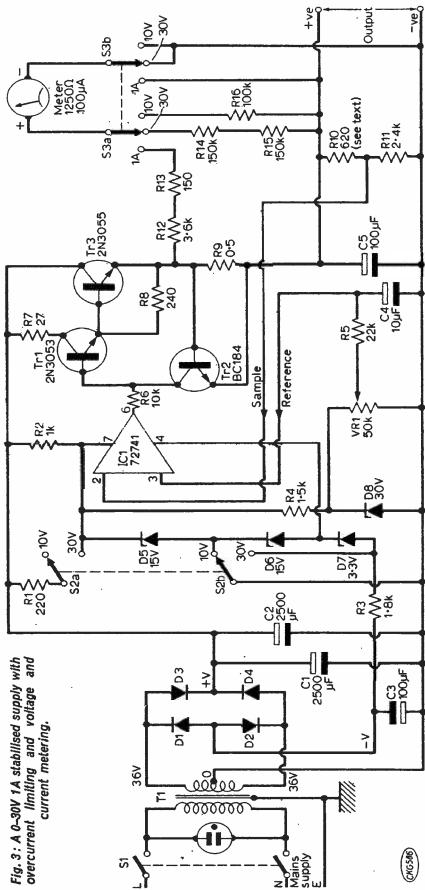 Fig. 3: A 0-30V 1A stabilised supply with
overcurrent limiting and voltage and
current metering.
S1
L
N
Mains
supply
E
T1
36V
0
36V
D1
D3
D2
D4
+V
-V
C1
2500
μF
C2
2500
μF
C3
100μF
R1
220
S2a
10V
30V
S2b
10V
30V
D5
15V
D6
15V
D7
3·3V
R3
1·8k
R2
1k
R4
1·5k
D8
30V
VR1
50k
R5
22k
C4
10μF
IC1
72741
2
3
4
6
7
R6
10k
Sample
Reference
Tr1
2N3053
R7
27
Tr2
BC184
Tr3
2N3055
R8
240
R9
0·5
C5
100μF
R12
3·6k
R13
150
R14
150k
R15
150k
R16
100k
R10
620
(see text)
R11
2·4k
S3a
1A
10V
30V
S3b
1A
10V
30V
+
-
Meter
1250Ω
100μA
+ve
Output
-ve
CKG586